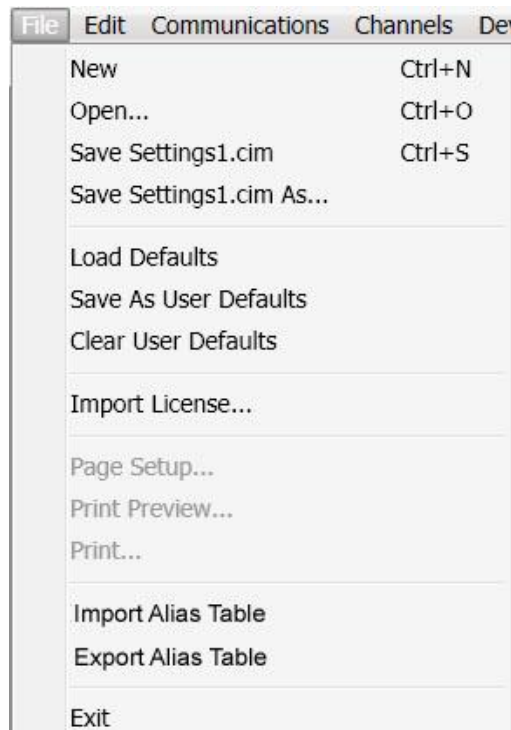 File Edit Communications Channels Dev
New Ctrl+N
Open... Ctrl+O
Save Settings1.cim Ctrl+S
Save Settings1.cim As...
Load Defaults
Save As User Defaults
Clear User Defaults
Import License...
Page Setup...
Print Preview...
Print...
Import Alias Table
Export Alias Table
Exit